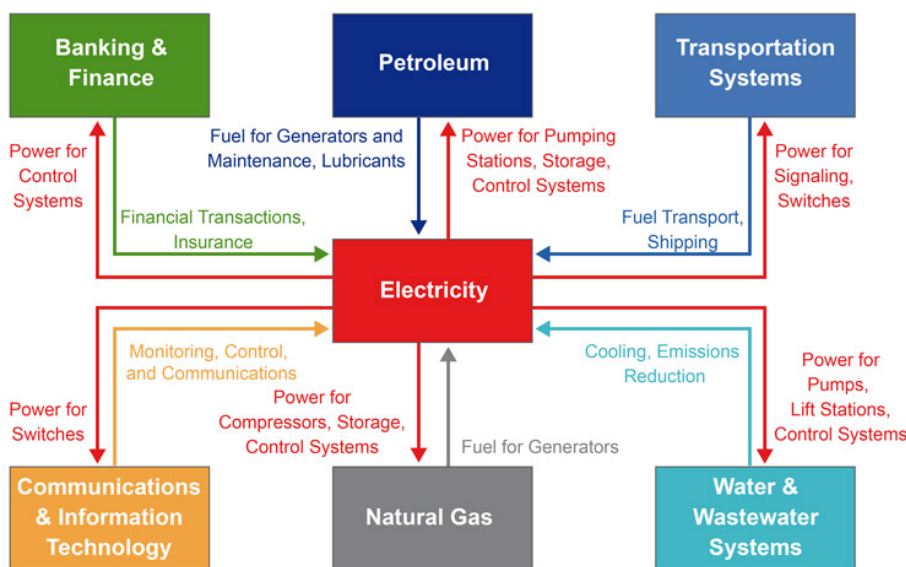 Banking &
Finance
Petroleum
Transportation
Systems
Power for
Control
Systems
Fuel for Generators and
Maintenance, Lubricants
Power for Pumping
Stations, Storage,
Control Systems
Power for
Signaling,
Switches
Financial Transactions,
Insurance
Fuel Transport,
Shipping
Electricity
Monitoring, Control,
and Communications
Cooling, Emissions
Reduction
Power for
Switches
Power for
Compressors, Storage,
Control Systems
Fuel for Generators
Power for
Pumps,
Lift Stations,
Control Systems
Communications
& Information
Technology
Natural Gas
Water &
Wastewater
Systems